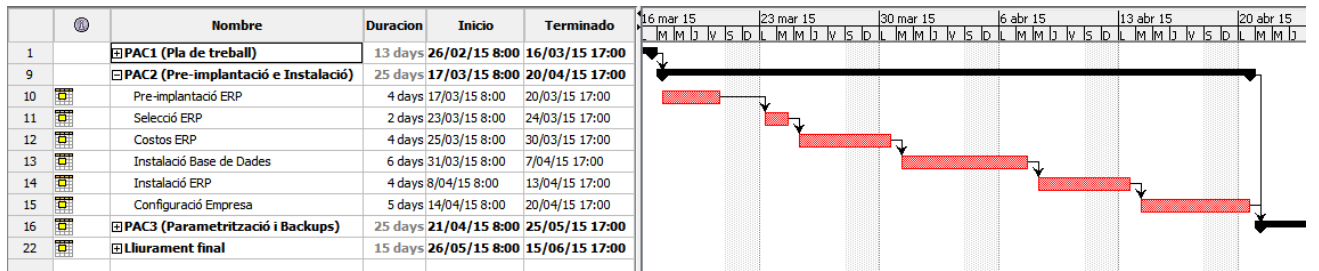 Nombre Duracion Inicio Terminado
16 mar 15 23 mar 15 30 mar 15 6 abr 15 13 abr 15 20 abr 15
L M M J V S D L M M J V S D L M M J V S D L M M J V S D L M M J V S D L M M J
1 PAC1 (Pla de treball) 13 days 26/02/15 8:00 16/03/15 17:00
9 PAC2 (Pre-implantació e Instalació) 25 days 17/03/15 8:00 20/04/15 17:00
10 Pre-implantació ERP 4 days 17/03/15 8:00 20/03/15 17:00
11 Selecció ERP 2 days 23/03/15 8:00 24/03/15 17:00
12 Costos ERP 4 days 25/03/15 8:00 30/03/15 17:00
13 Instalació Base de Dades 6 days 31/03/15 8:00 7/04/15 17:00
14 Instalació ERP 4 days 8/04/15 8:00 13/04/15 17:00
15 Configuració Empresa 5 days 14/04/15 8:00 20/04/15 17:00
16 PAC3 (Parametrització i Backups) 25 days 21/04/15 8:00 25/05/15 17:00
22 Lliurament final 15 days 26/05/15 8:00 15/06/15 17:00